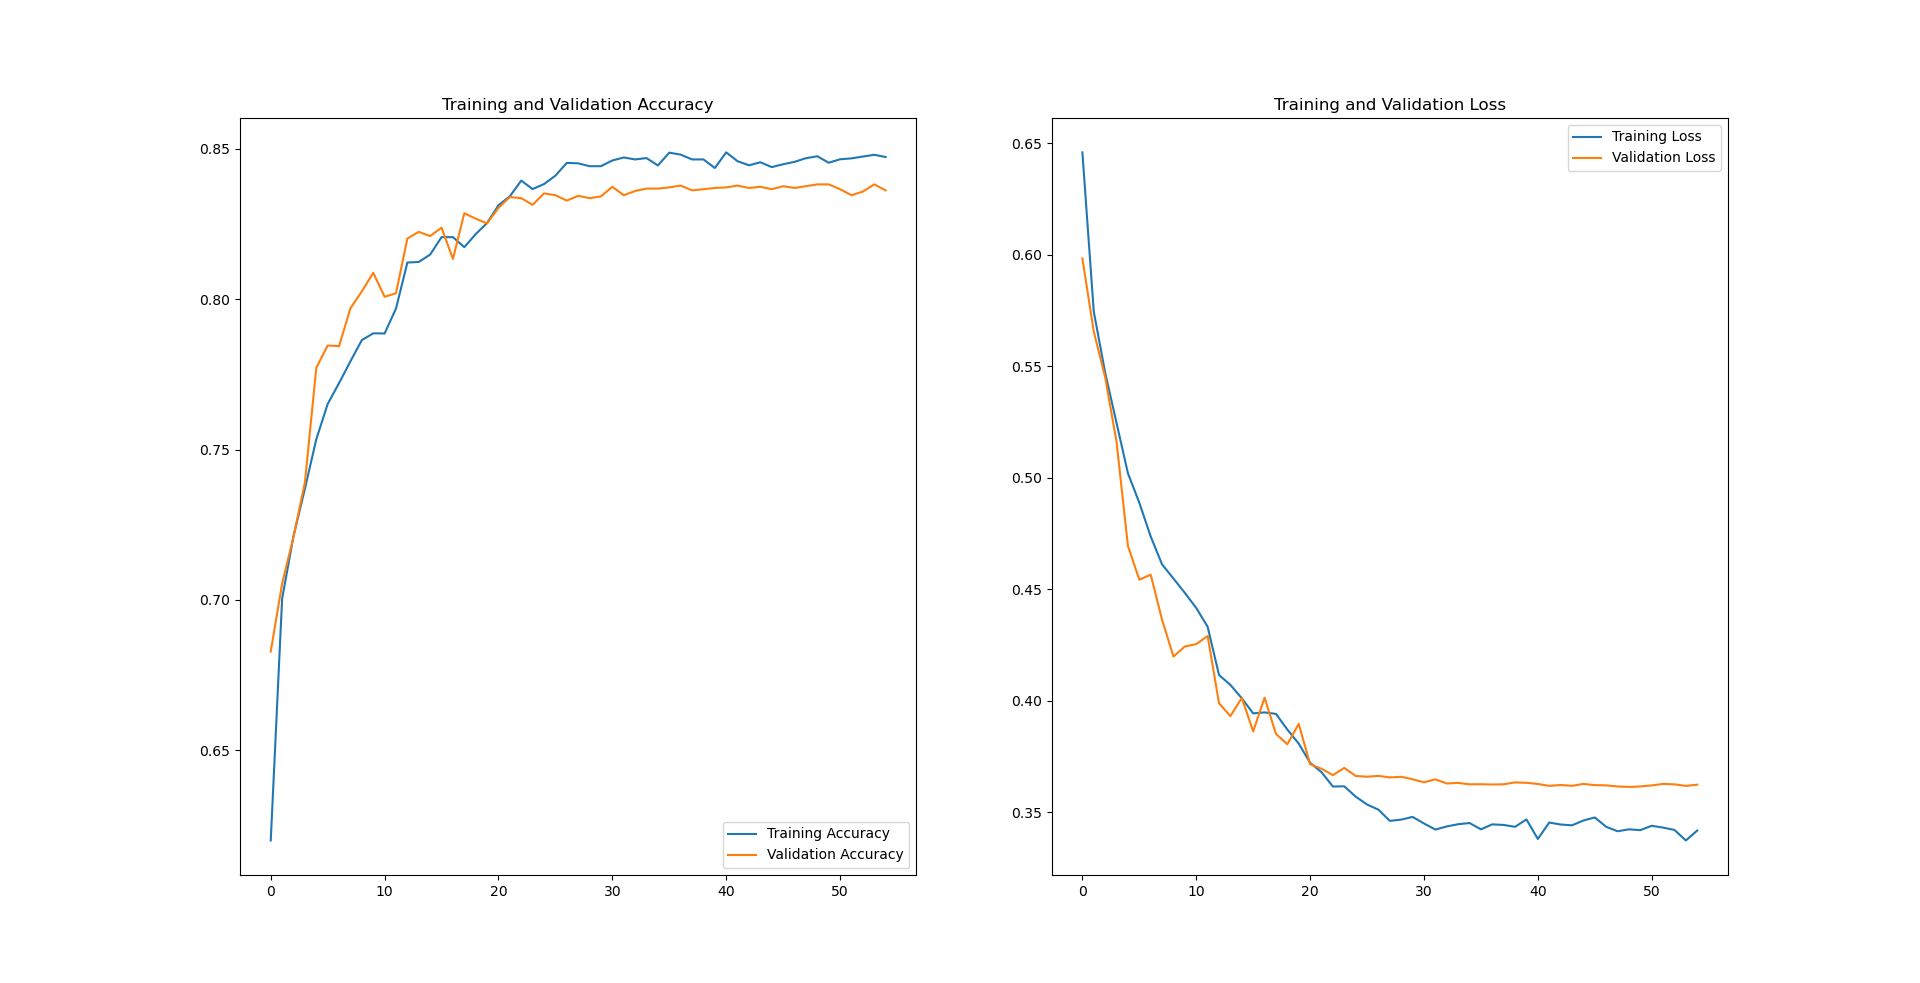 Training and Validation Accuracy
0.85
0.80
0.75
0.70
0.65
0 10 20 30 40 50
Training Accuracy
Validation Accuracy
Training and Validation Loss
0.65
0.60
0.55
0.50
0.45
0.40
0.35
0 10 20 30 40 50
Training Loss
Validation Loss